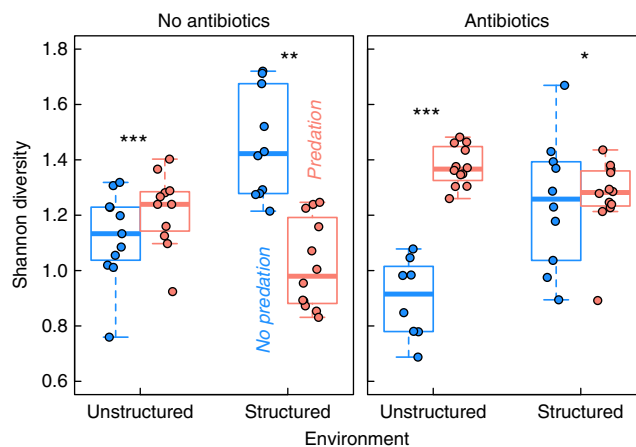 No antibiotics
Antibiotics
Shannon diversity
1.8
1.6
1.4
1.2
1.0
0.8
0.6
***
**
***
*
No predation
Predation
Unstructured
Structured
Unstructured
Structured
Environment